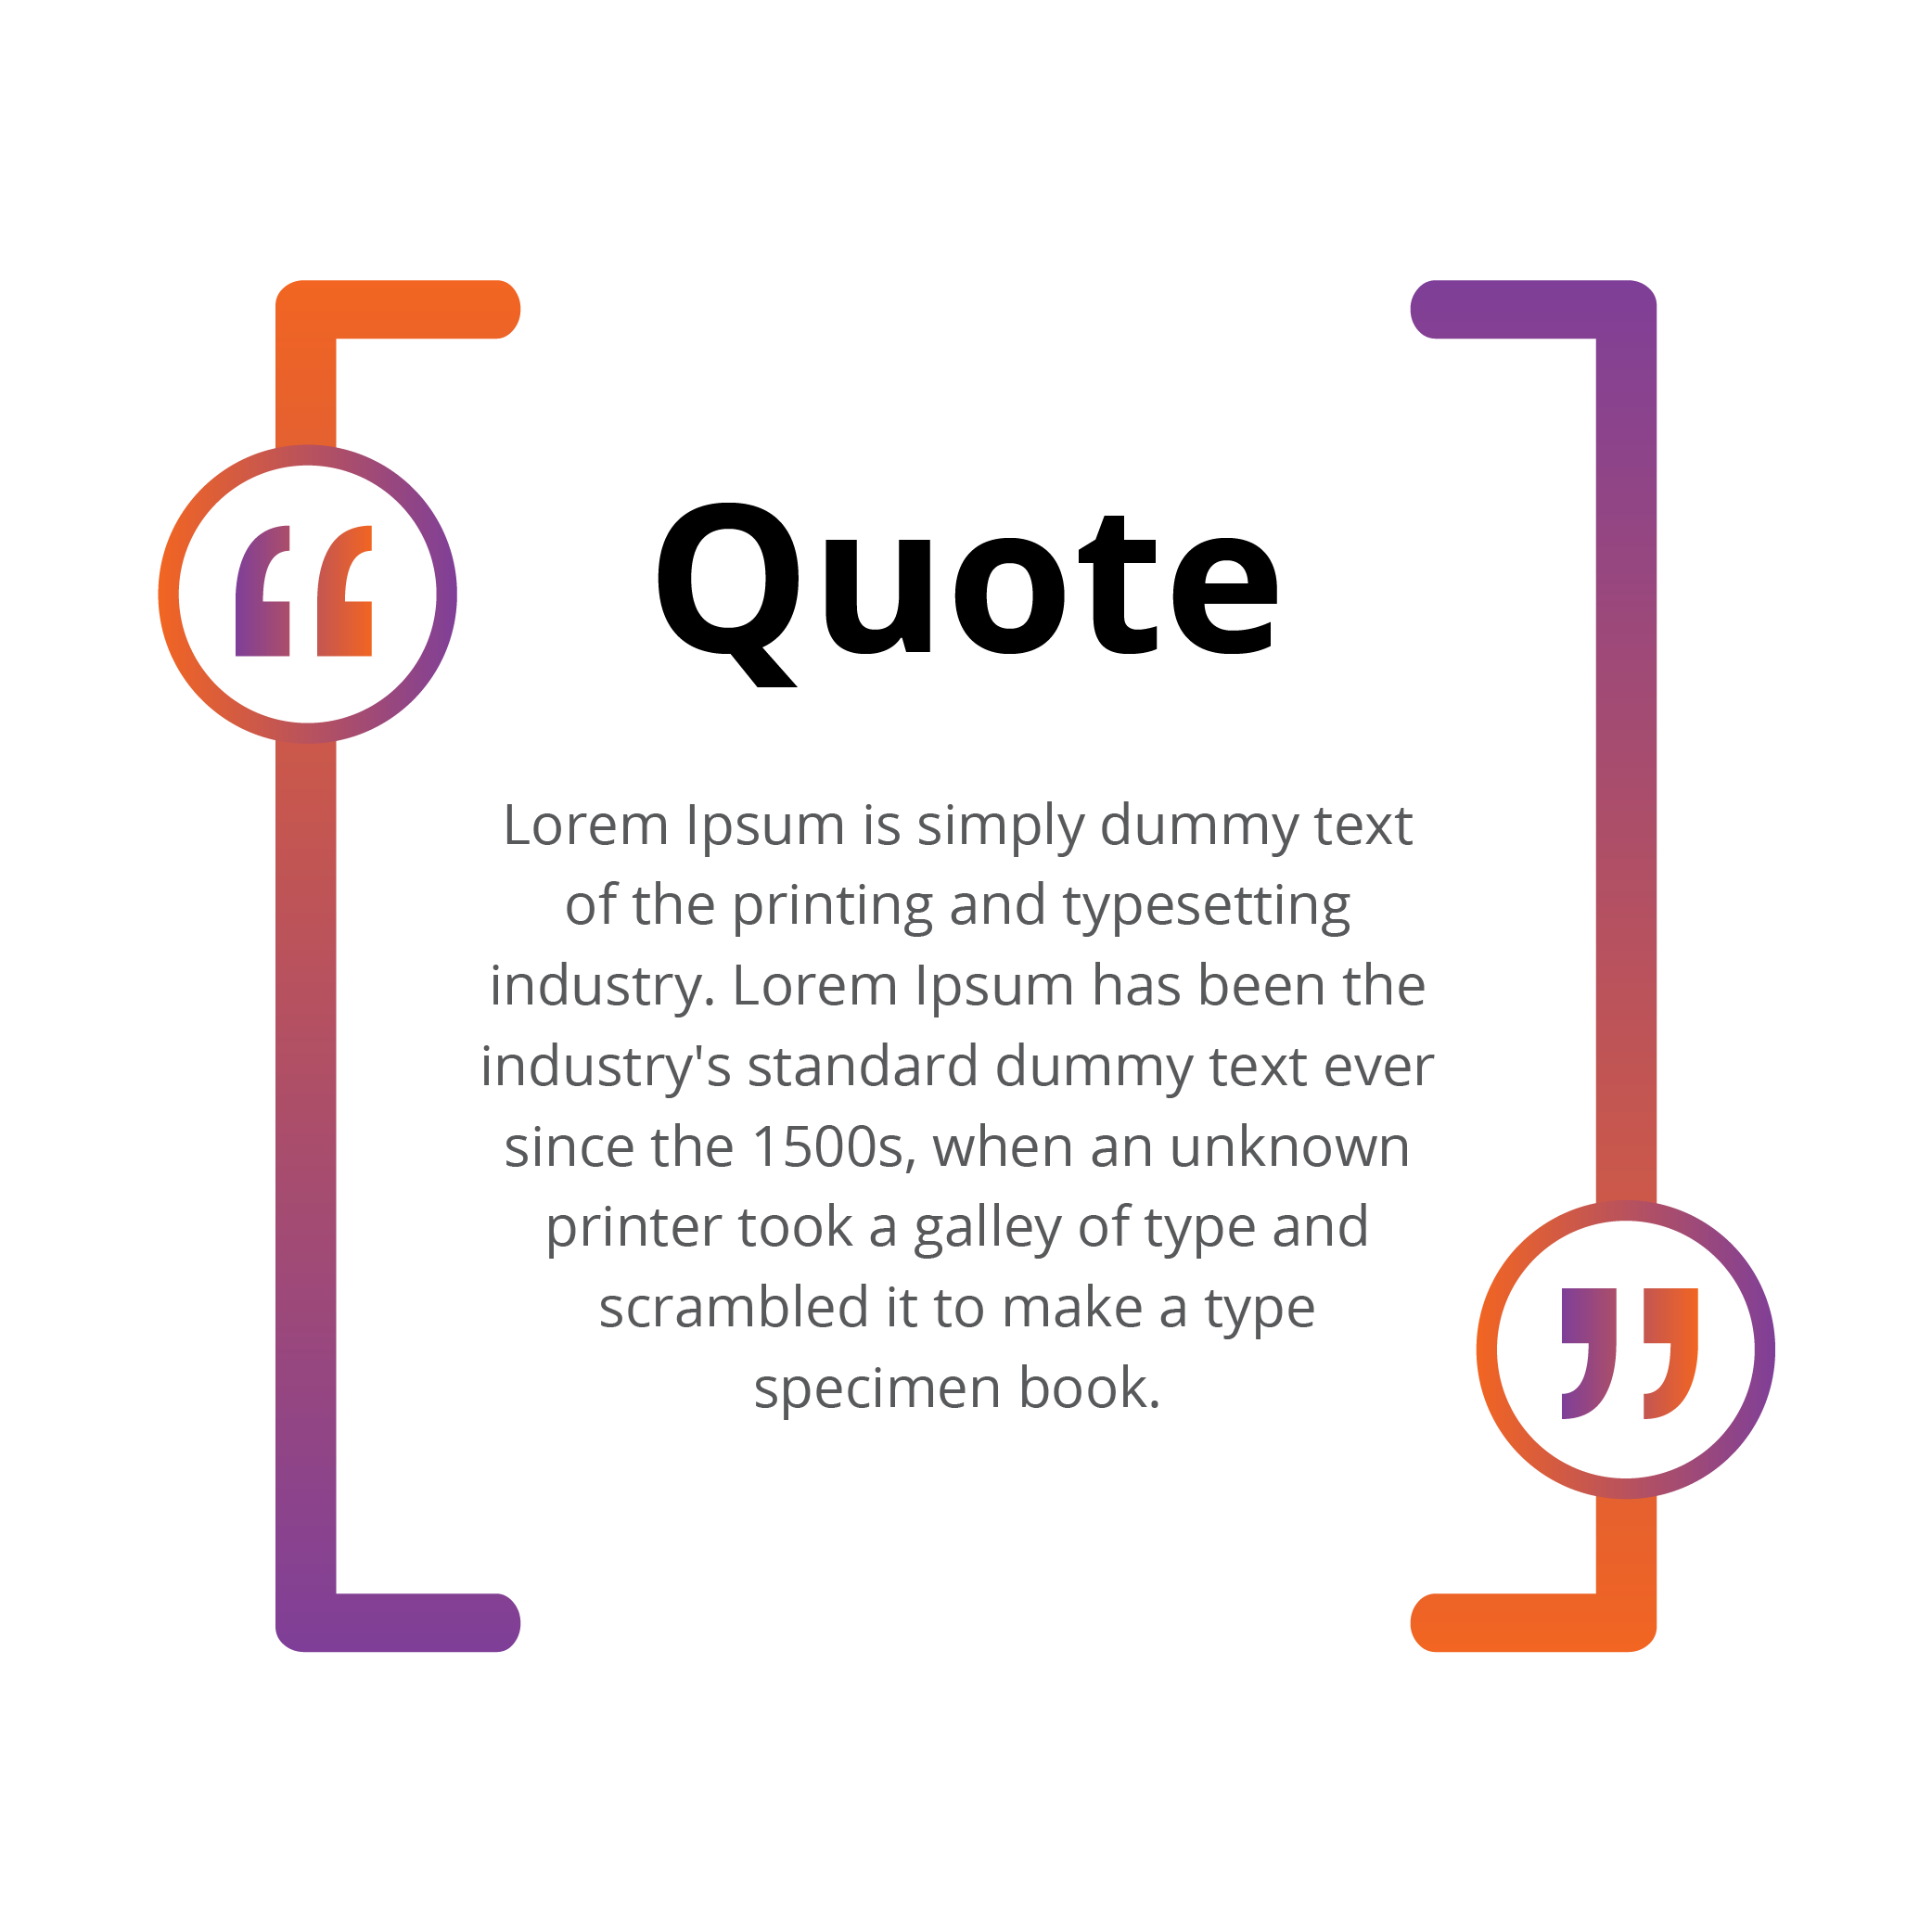 “
Quote
Lorem Ipsum is simply dummy text
of the printing and typesetting
industry. Lorem Ipsum has been the
industry's standard dummy text ever
since the 1500s, when an unknown
printer took a galley of type and
scrambled it to make a type
specimen book.
”